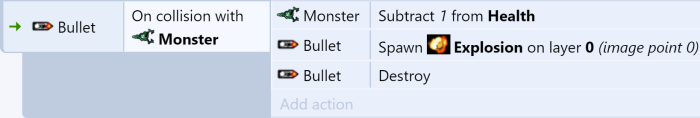 Bullet
On collision with
Monster
Monster Subtract 1 from Health
Bullet Spawn Explosion on layer 0 (image point 0)
Bullet Destroy
Add action